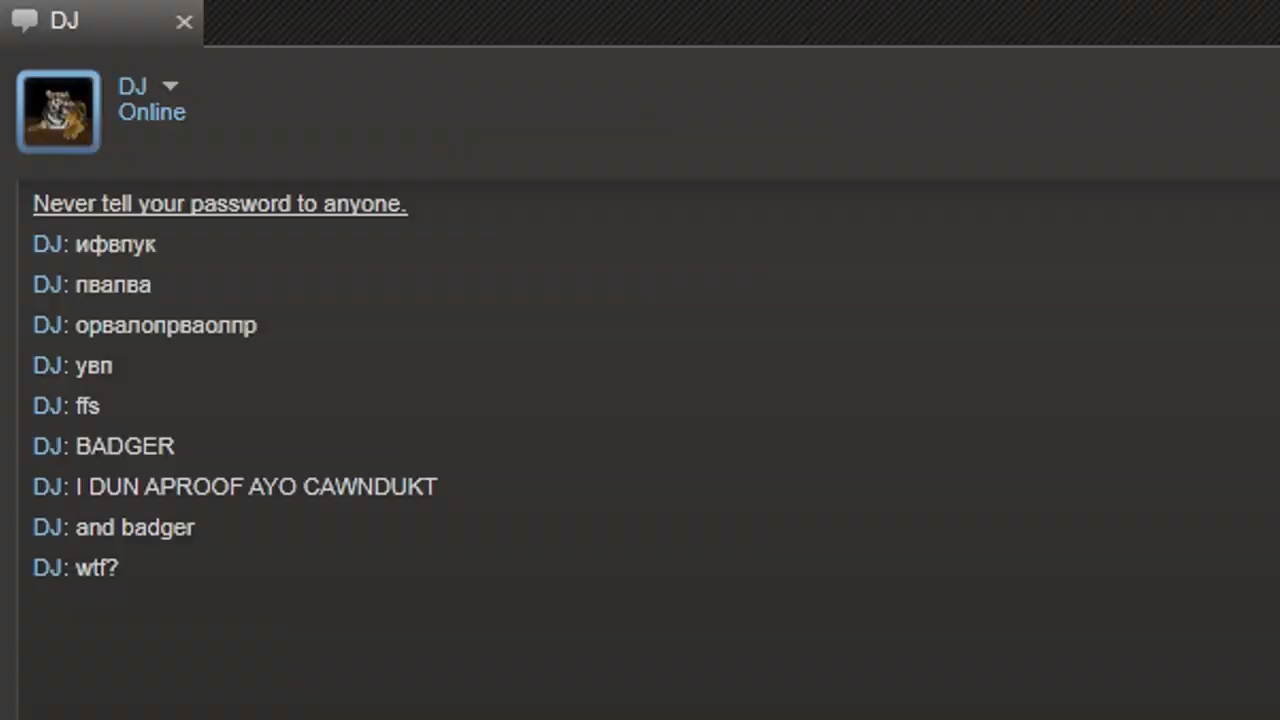 DJ
DJ
Online
Never tell your password to anyone.
DJ: ифвпук
DJ: пвапва
DJ: орвалопрваолпр
DJ: увп
DJ: ffs
DJ: BADGER
DJ: I DUN APROOF AYO CAWNDUKT
DJ: and badger
DJ: wtf?